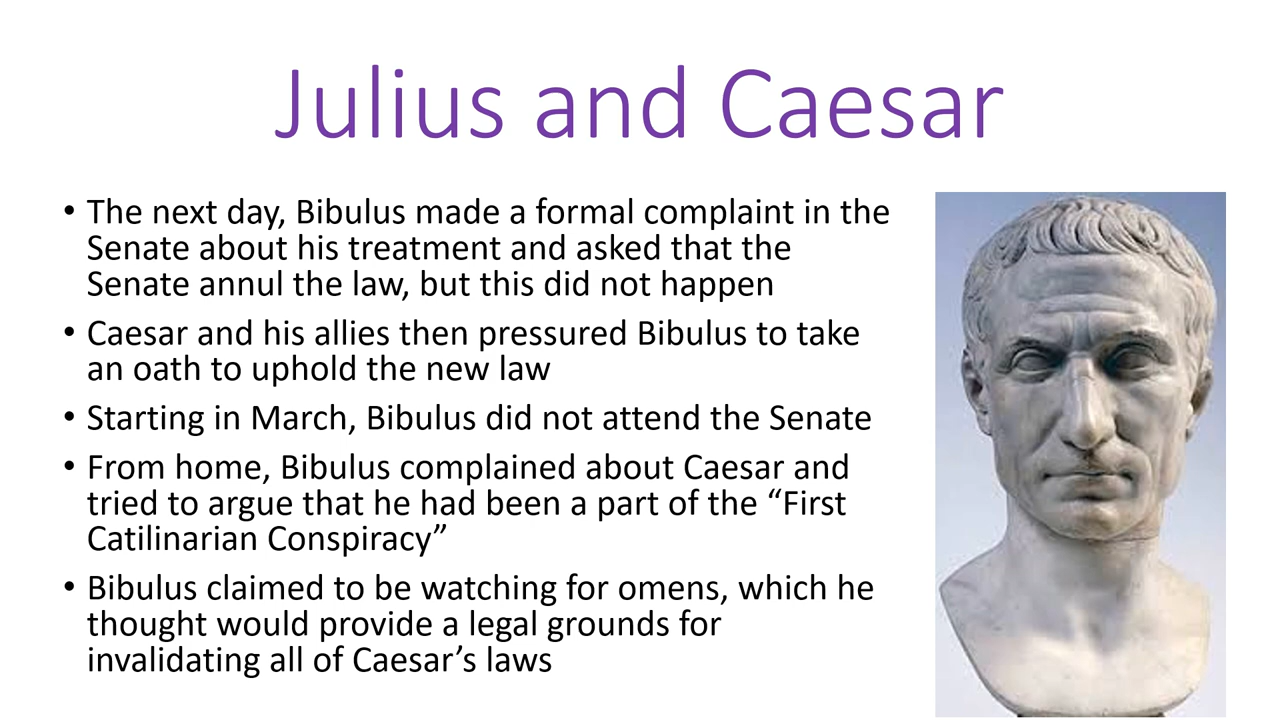 Julius and Caesar
• The next day, Bibulus made a formal complaint in the
Senate about his treatment and asked that the
Senate annul the law, but this did not happen
• Caesar and his allies then pressured Bibulus to take
an oath to uphold the new law
• Starting in March, Bibulus did not attend the Senate
• From home, Bibulus complained about Caesar and
tried to argue that he had been a part of the “First
Catilinarian Conspiracy”
• Bibulus claimed to be watching for omens, which he
thought would provide a legal grounds for
invalidating all of Caesar’s laws